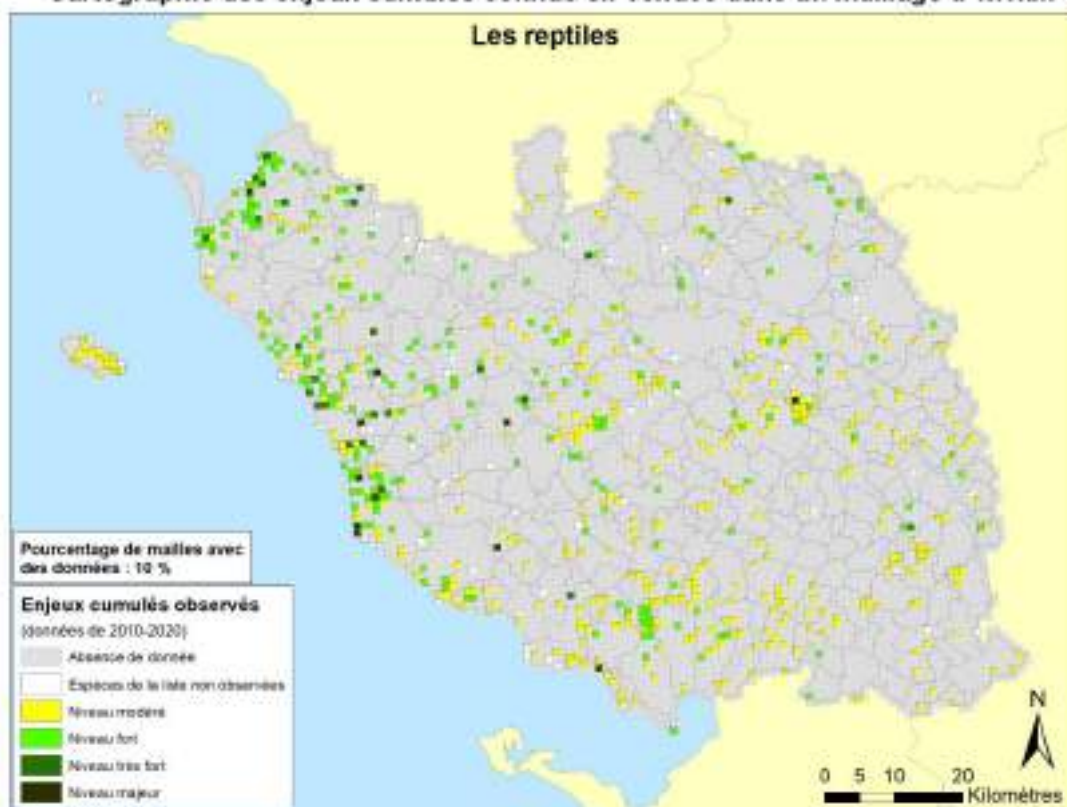 Les reptiles
Pourcentage de mailles avec
des données : 10 %
Enjeux cumulés observés
(données de 2010-2020)
Absence de donnée
Espèces de la liste non observées
Niveau modéré
Niveau fort
Niveau très fort
Niveau majeur
N
0 5 10 20
Kilomètres